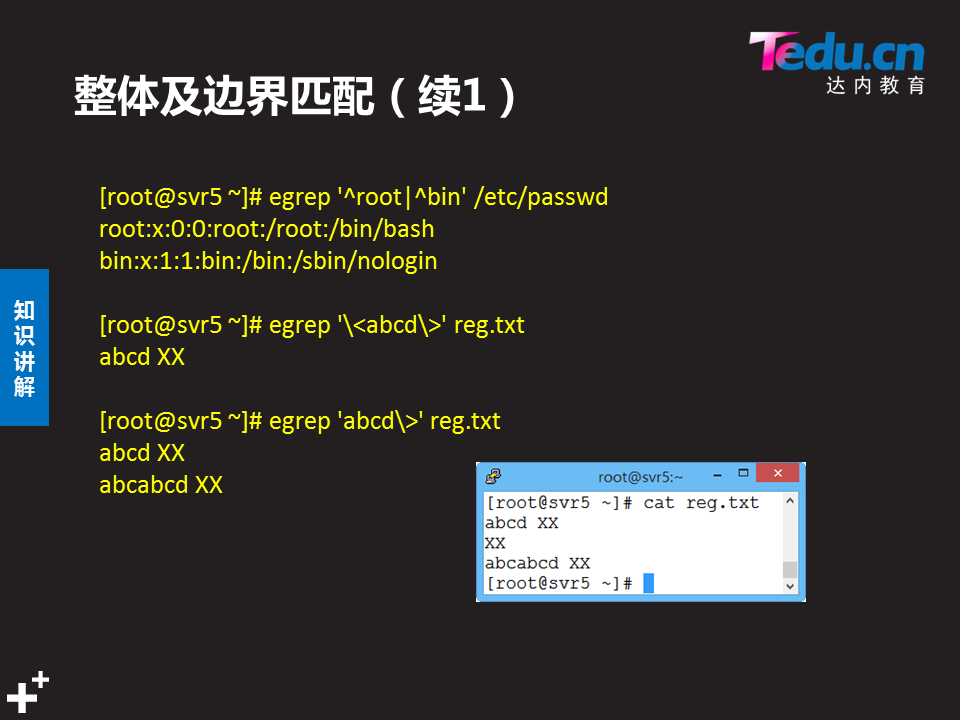 Tedu.cn
达内教育
整体及边界匹配（续1）
[root@svr5 ~]# egrep '^root|^bin' /etc/passwd
root:x:0:0:root:/root:/bin/bash
bin:x:1:1:bin:/bin:/sbin/nologin
知识讲解
[root@svr5 ~]# egrep '\<abcd\>' reg.txt
abcd XX
[root@svr5 ~]# egrep 'abcd\>' reg.txt
abcd XX
abcabcd XX
root@svr5:~
[root@svr5 ~]# cat reg.txt
abcd XX
XX
abcabcd XX
[root@svr5 ~]#